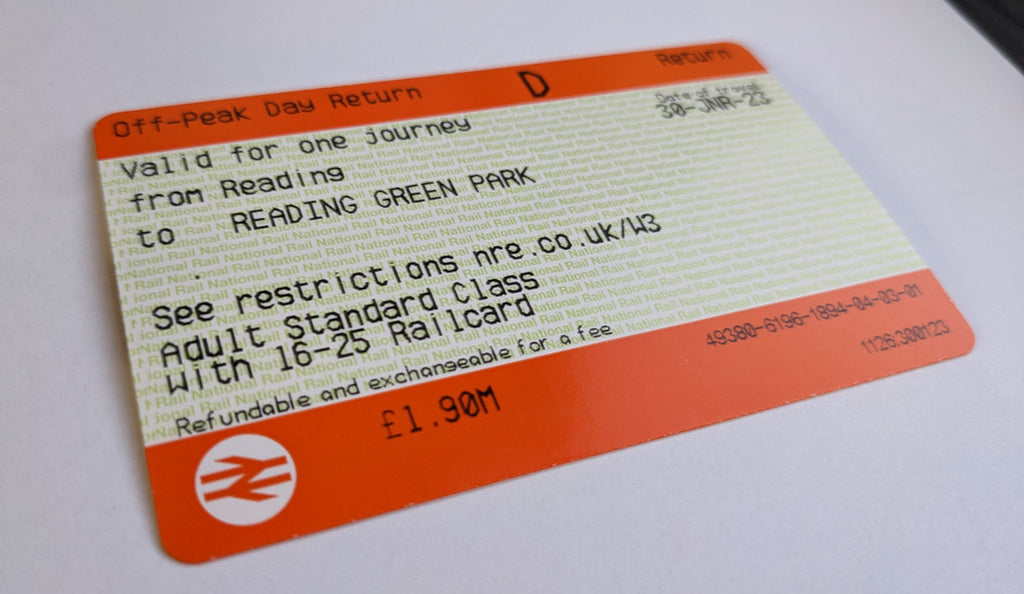 Off-Peak Day Return D Return
Date of travel
30-JNR-23
Valid for one journey
from Reading
to READING GREEN PARK
.
See restrictions nre.co.uk/W3
Adult Standard Class
With 16-25 Railcard
Refundable and exchangeable for a fee
49380-6196-1894-04-03-01
£1.90M
1126.300123